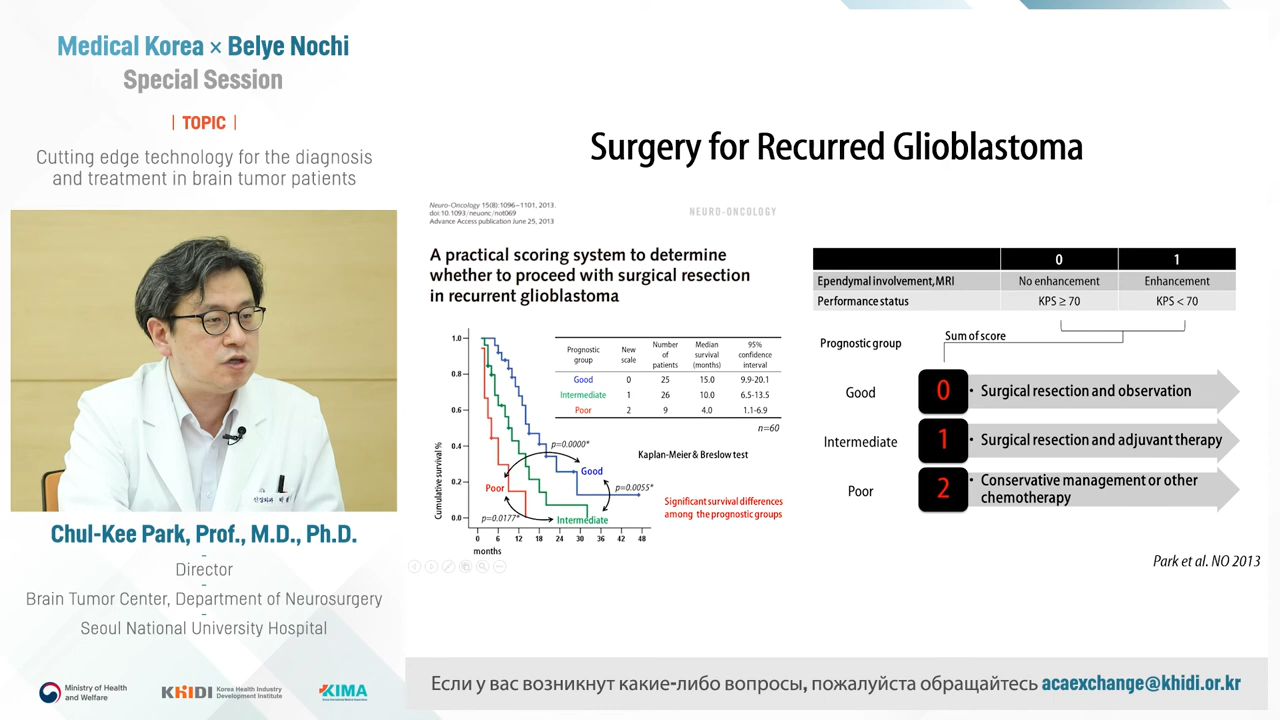 Medical Korea × Belye Nochi
Special Session
| TOPIC |
Cutting edge technology for the diagnosis
and treatment in brain tumor patients
Chul-Kee Park, Prof., M.D., Ph.D.
-
Director
-
Brain Tumor Center, Department of Neurosurgery
-
Seoul National University Hospital
Ministry of Health
and Welfare
KHIDI Korea Health Industry
Development Institute
KIMA
Surgery for Recurred Glioblastoma
Neuro-Oncology 15(8):1096–1101, 2013.
doi:10.1093/neuonc/not069
Advance Access publication June 25, 2013
NEURO-ONCOLOGY
A practical scoring system to determine
whether to proceed with surgical resection
in recurrent glioblastoma
Cumulative survival %
1.0
0.8
0.6
0.4
0.2
0.0
0 6 12 18 24 30 36 42 48
months
Prognostic group New scale Number of patients Median survival (months) 95% confidence interval
Good 0 25 15.0 9.9-20.1
Intermediate 1 26 10.0 6.5-13.5
Poor 2 9 4.0 1.1-6.9
n=60
p=0.0000*
Kaplan-Meier & Breslow test
Good
Poor
p=0.0055*
p=0.0177*
Intermediate
Significant survival differences
among the prognostic groups
0 1
Ependymal involvement, MRI No enhancement Enhancement
Performance status KPS ≥ 70 KPS < 70
Sum of score
Prognostic group
Good 0 • Surgical resection and observation
Intermediate 1 • Surgical resection and adjuvant therapy
Poor 2 • Conservative management or other
chemotherapy
Park et al. NO 2013
Если у вас возникнут какие-либо вопросы, пожалуйста обращайтесь acaexchange@khidi.or.kr